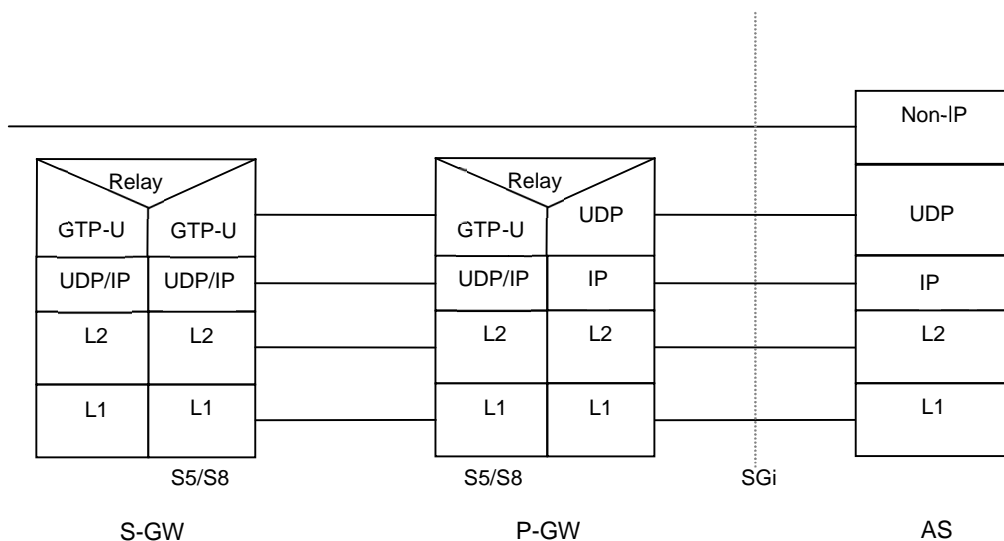 Non-IP
Relay
Relay
GTP-U GTP-U
GTP-U UDP
UDP
UDP/IP UDP/IP
UDP/IP IP
IP
L2 L2
L2 L2
L2
L1 L1
L1 L1
L1
S5/S8
S5/S8
SGi
S-GW
P-GW
AS